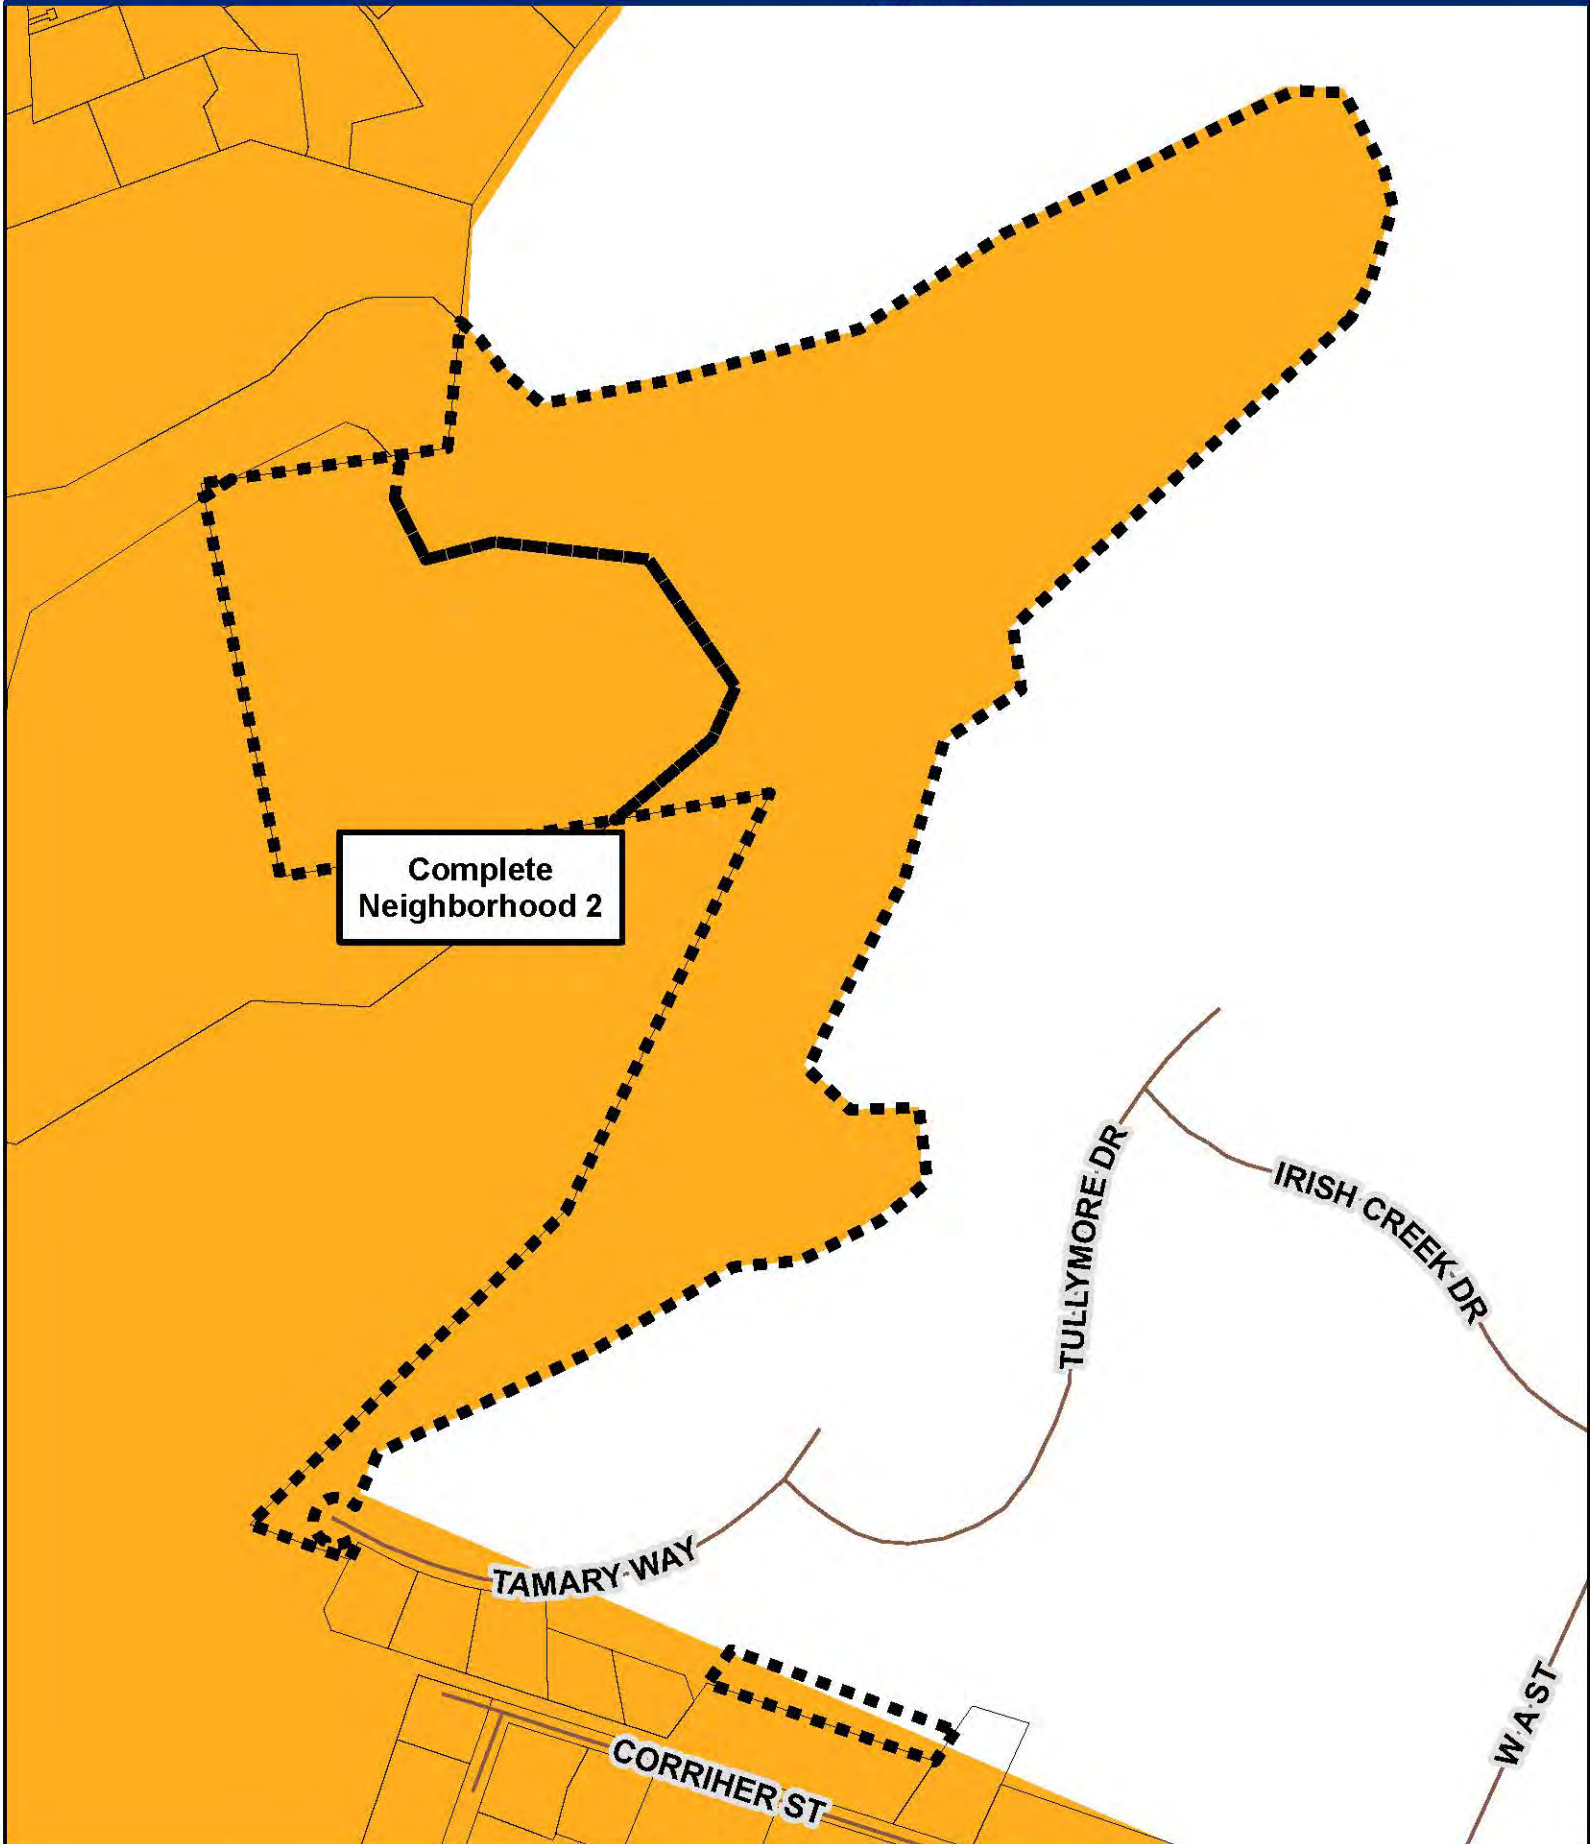 Complete
Neighborhood 2
TULLYMORE DR
IRISH CREEK DR
TAMARY WAY
W A ST
CORRIHER ST